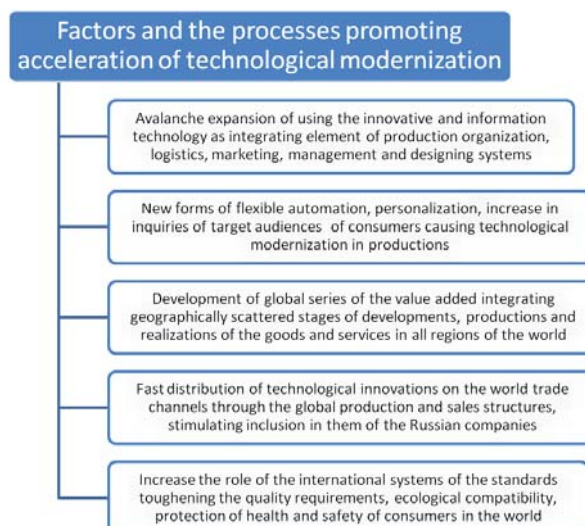 Factors and the processes promoting
acceleration of technological modernization
Avalanche expansion of using the innovative and information
technology as integrating element of production organization,
logistics, marketing, management and designing systems
New forms of flexible automation, personalization, increase in
inquiries of target audiences of consumers causing technological
modernization in productions
Development of global series of the value added integrating
geographically scattered stages of developments, productions and
realizations of the goods and services in all regions of the world
Fast distribution of technological innovations on the world trade
channels through the global production and sales structures,
stimulating inclusion in them of the Russian companies
Increase the role of the international systems of the standards
toughening the quality requirements, ecological compatibility,
protection of health and safety of consumers in the world